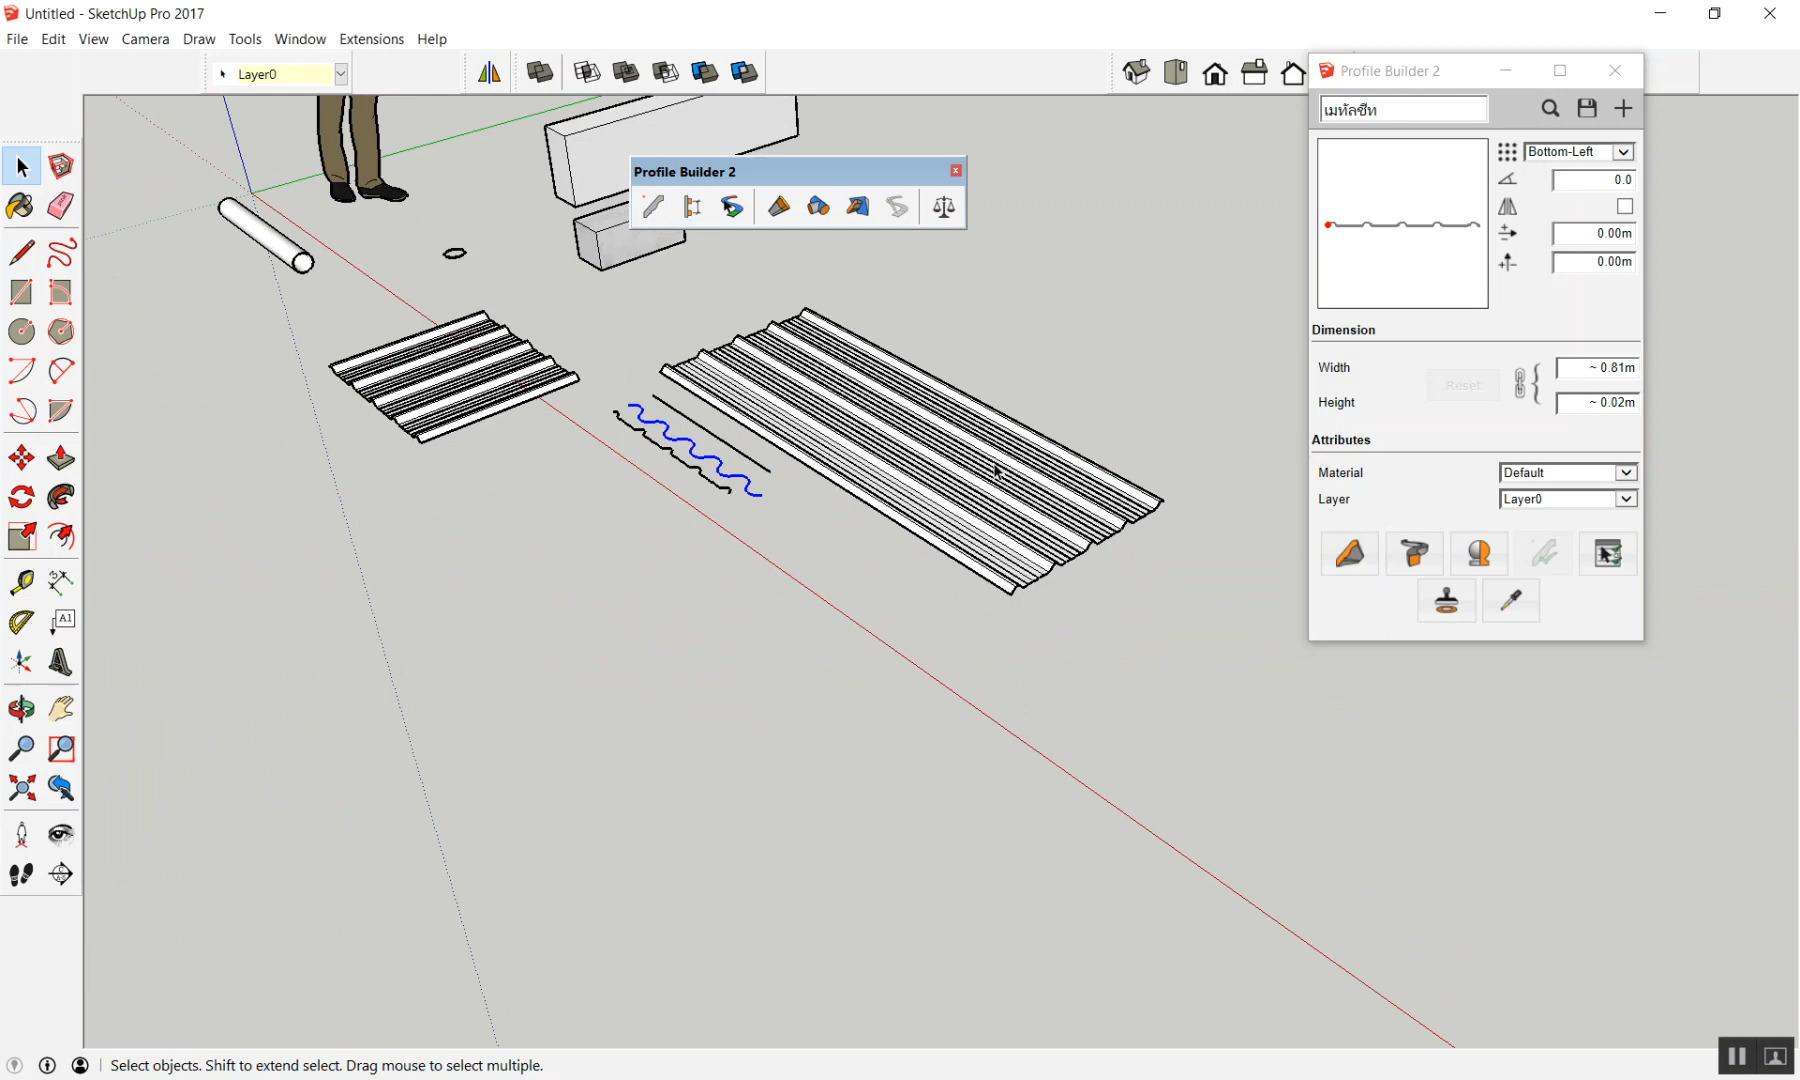 Untitled - SketchUp Pro 2017
File Edit View Camera Draw Tools Window Extensions Help
Layer0
Profile Builder 2
เมทัลชีท
Bottom-Left
0.0
0.00m
0.00m
Dimension
Width ~ 0.81m
Reset
Height ~ 0.02m
Attributes
Material Default
Layer Layer0
Profile Builder 2
A1
Select objects. Shift to extend select. Drag mouse to select multiple.